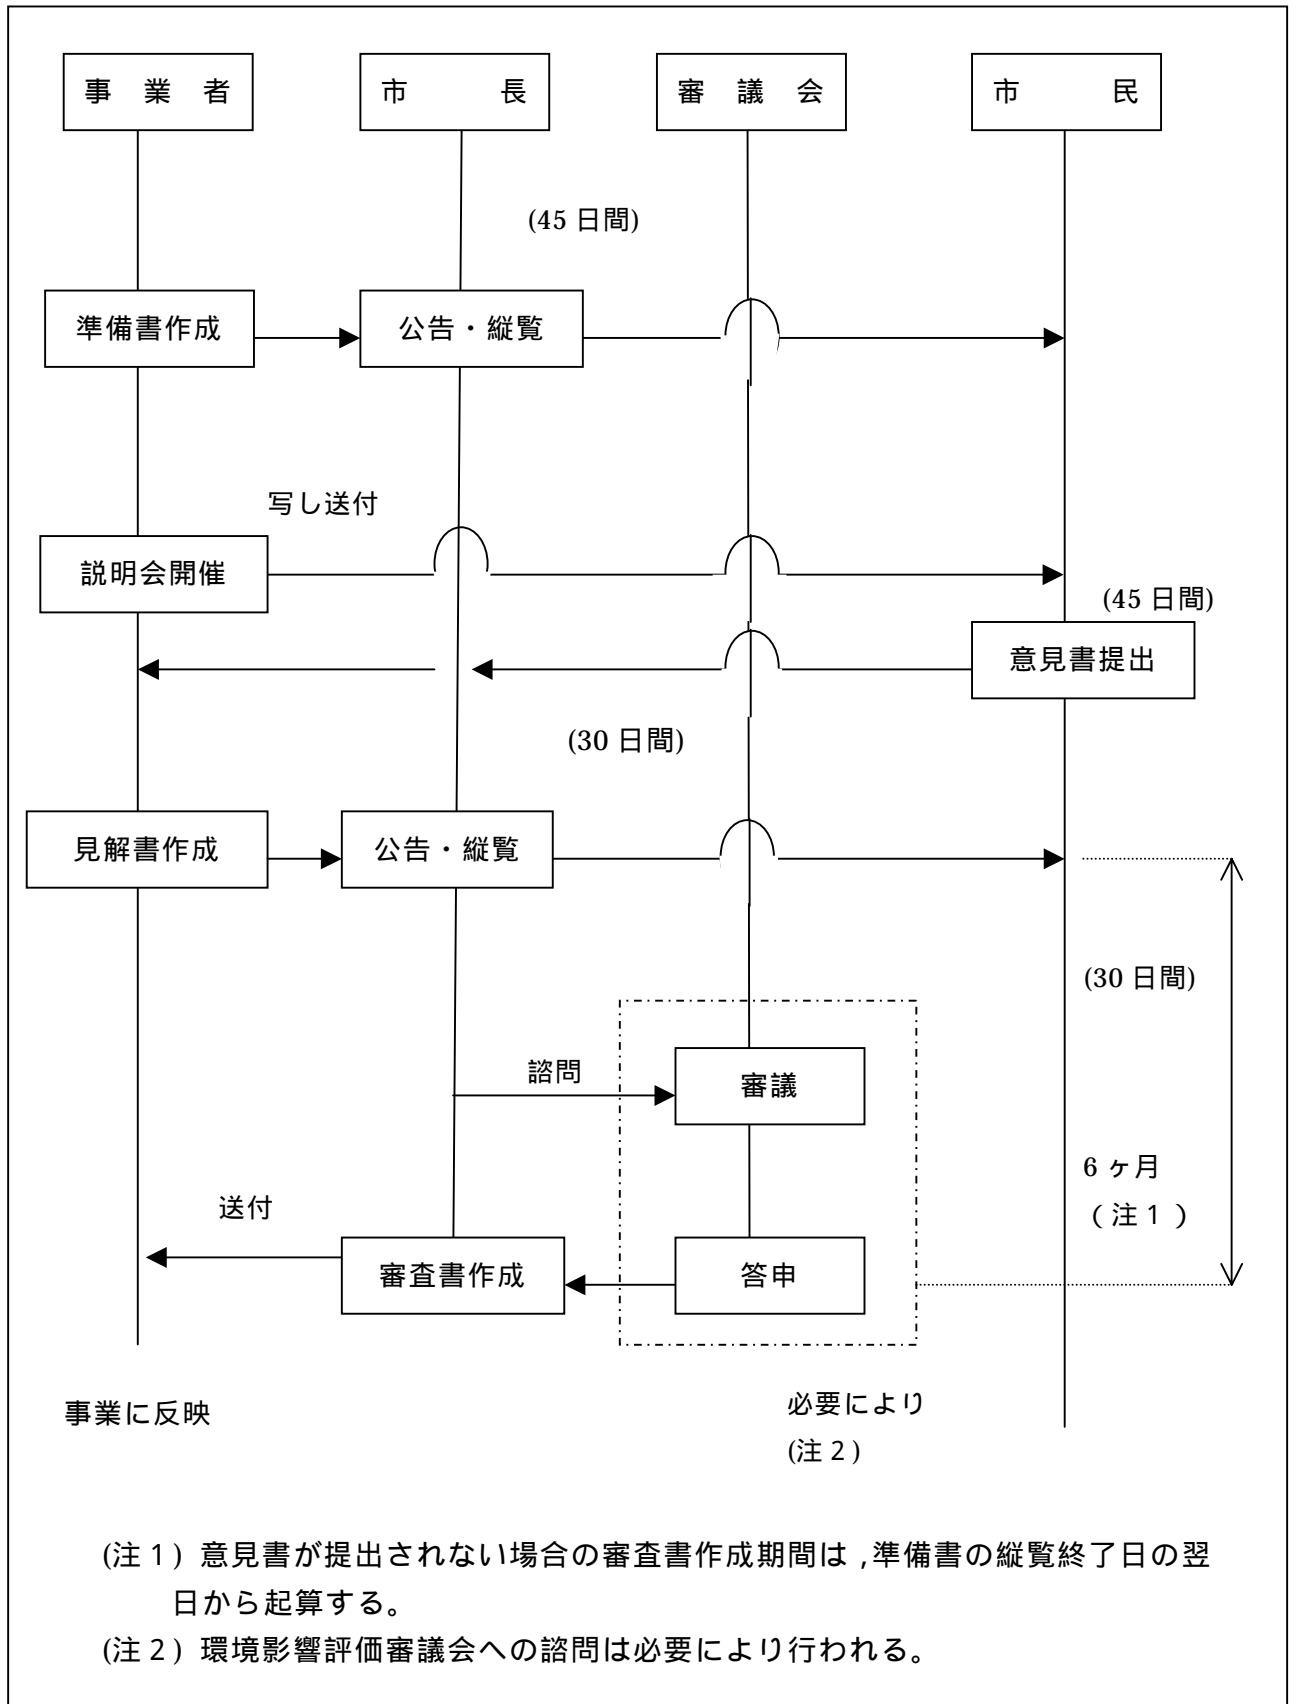 事　業　者
市　　　長
審　議　会
市　　　民
(45 日間)
準備書作成
公告・縦覧
写し送付
説明会開催
(45 日間)
意見書提出
(30 日間)
見解書作成
公告・縦覧
(30 日間)
諮問
審議
6 ヶ月
（ 注 1 ）
送付
審査書作成
答申
事業に反映
必要により
(注 2 )
(注 1 ) 意見書が提出されない場合の審査書作成期間は ,準備書の縦覧終了日の翌
日から起算する。
(注 2 ) 環境影響評価審議会への諮問は必要により行われる。